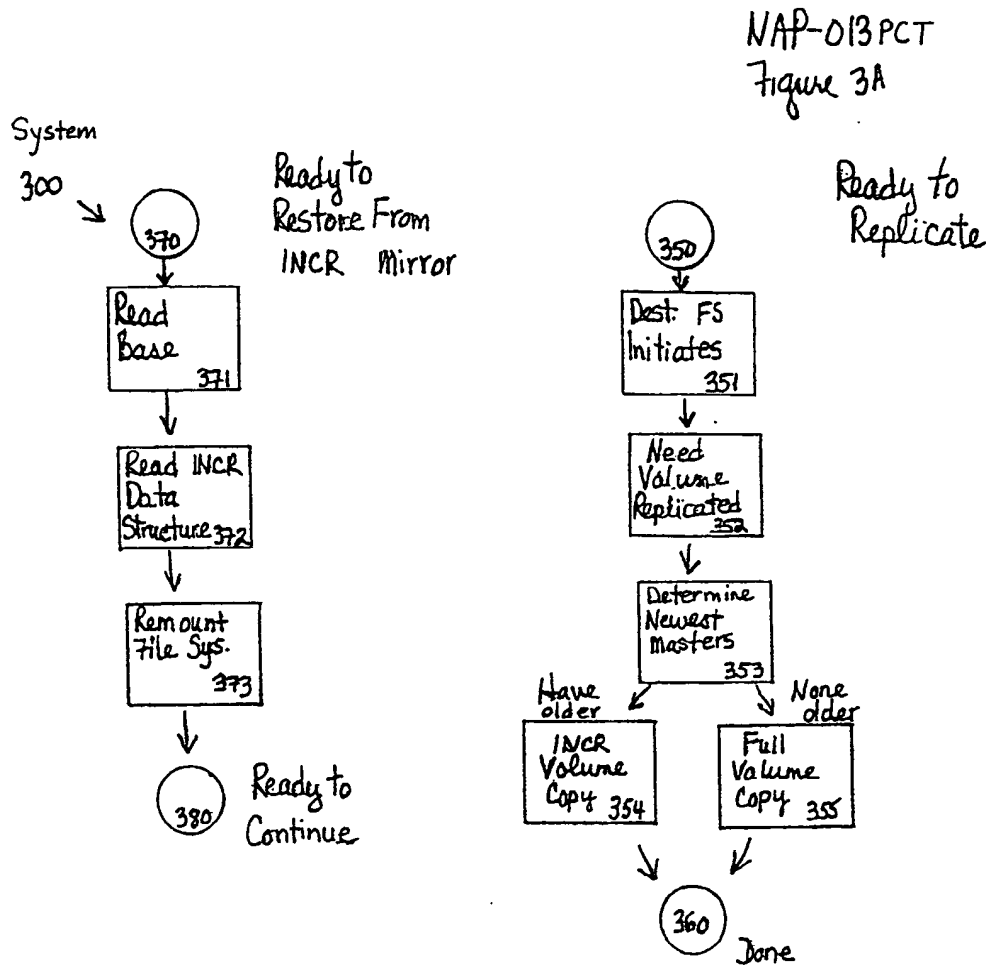 NAP-013PCT
Figure 3A
System
300
370
Ready to
Restore From
INCR Mirror
Read
Base
371
Read INCR
Data
Structure 372
Remount
File Sys.
373
380
Ready to
Continue
350
Ready to
Replicate
Dest. FS
Initiates
351
Need
Volume
Replicated
352
Determine
Newest
Masters
353
Have
older
None
older
INCR
Volume
Copy 354
Full
Volume
Copy 355
360
Done